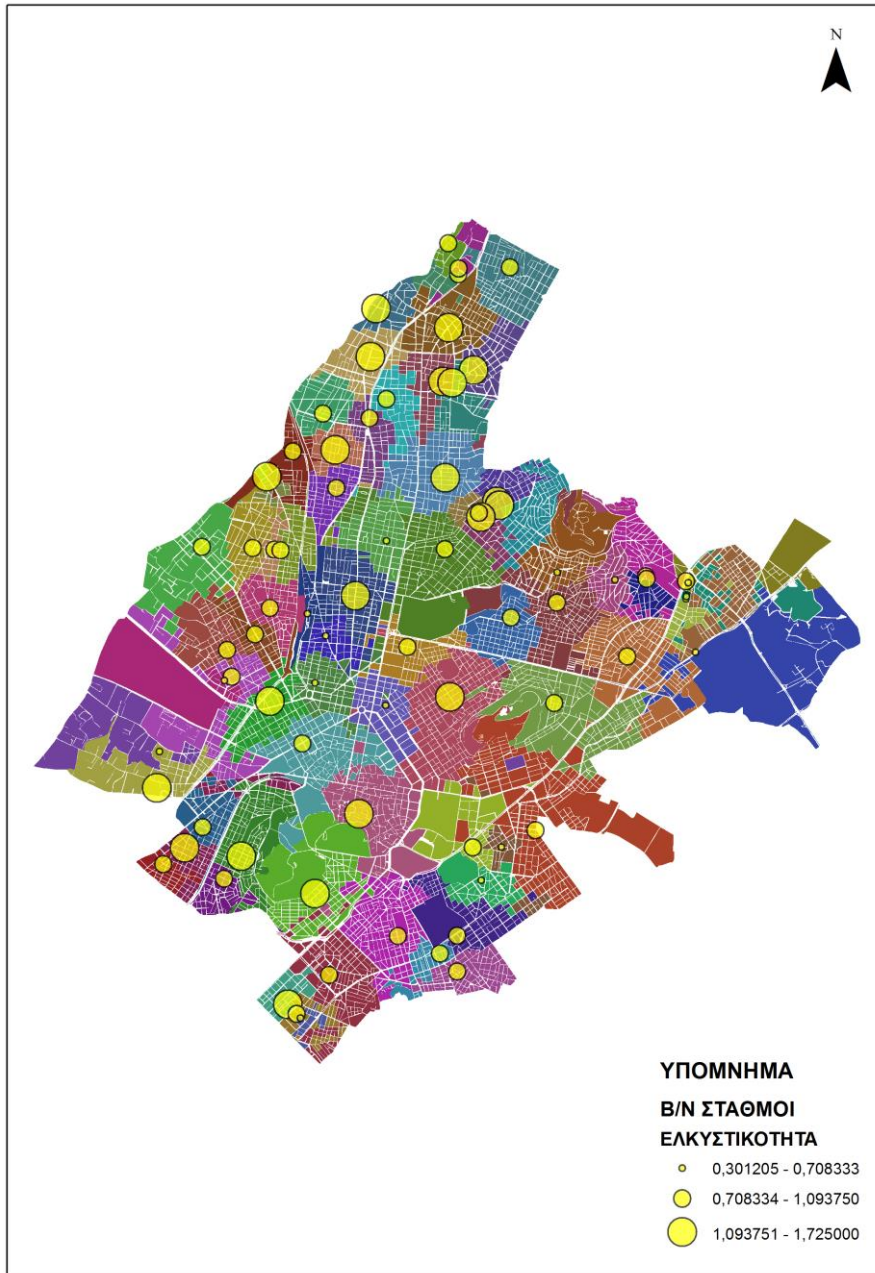 N
ΥΠΟΜΝΗΜΑ
Β/Ν ΣΤΑΘΜΟΙ
ΕΛΚΥΣΤΙΚΟΤΗΤΑ
0,301205 - 0,708333
0,708334 - 1,093750
1,093751 - 1,725000